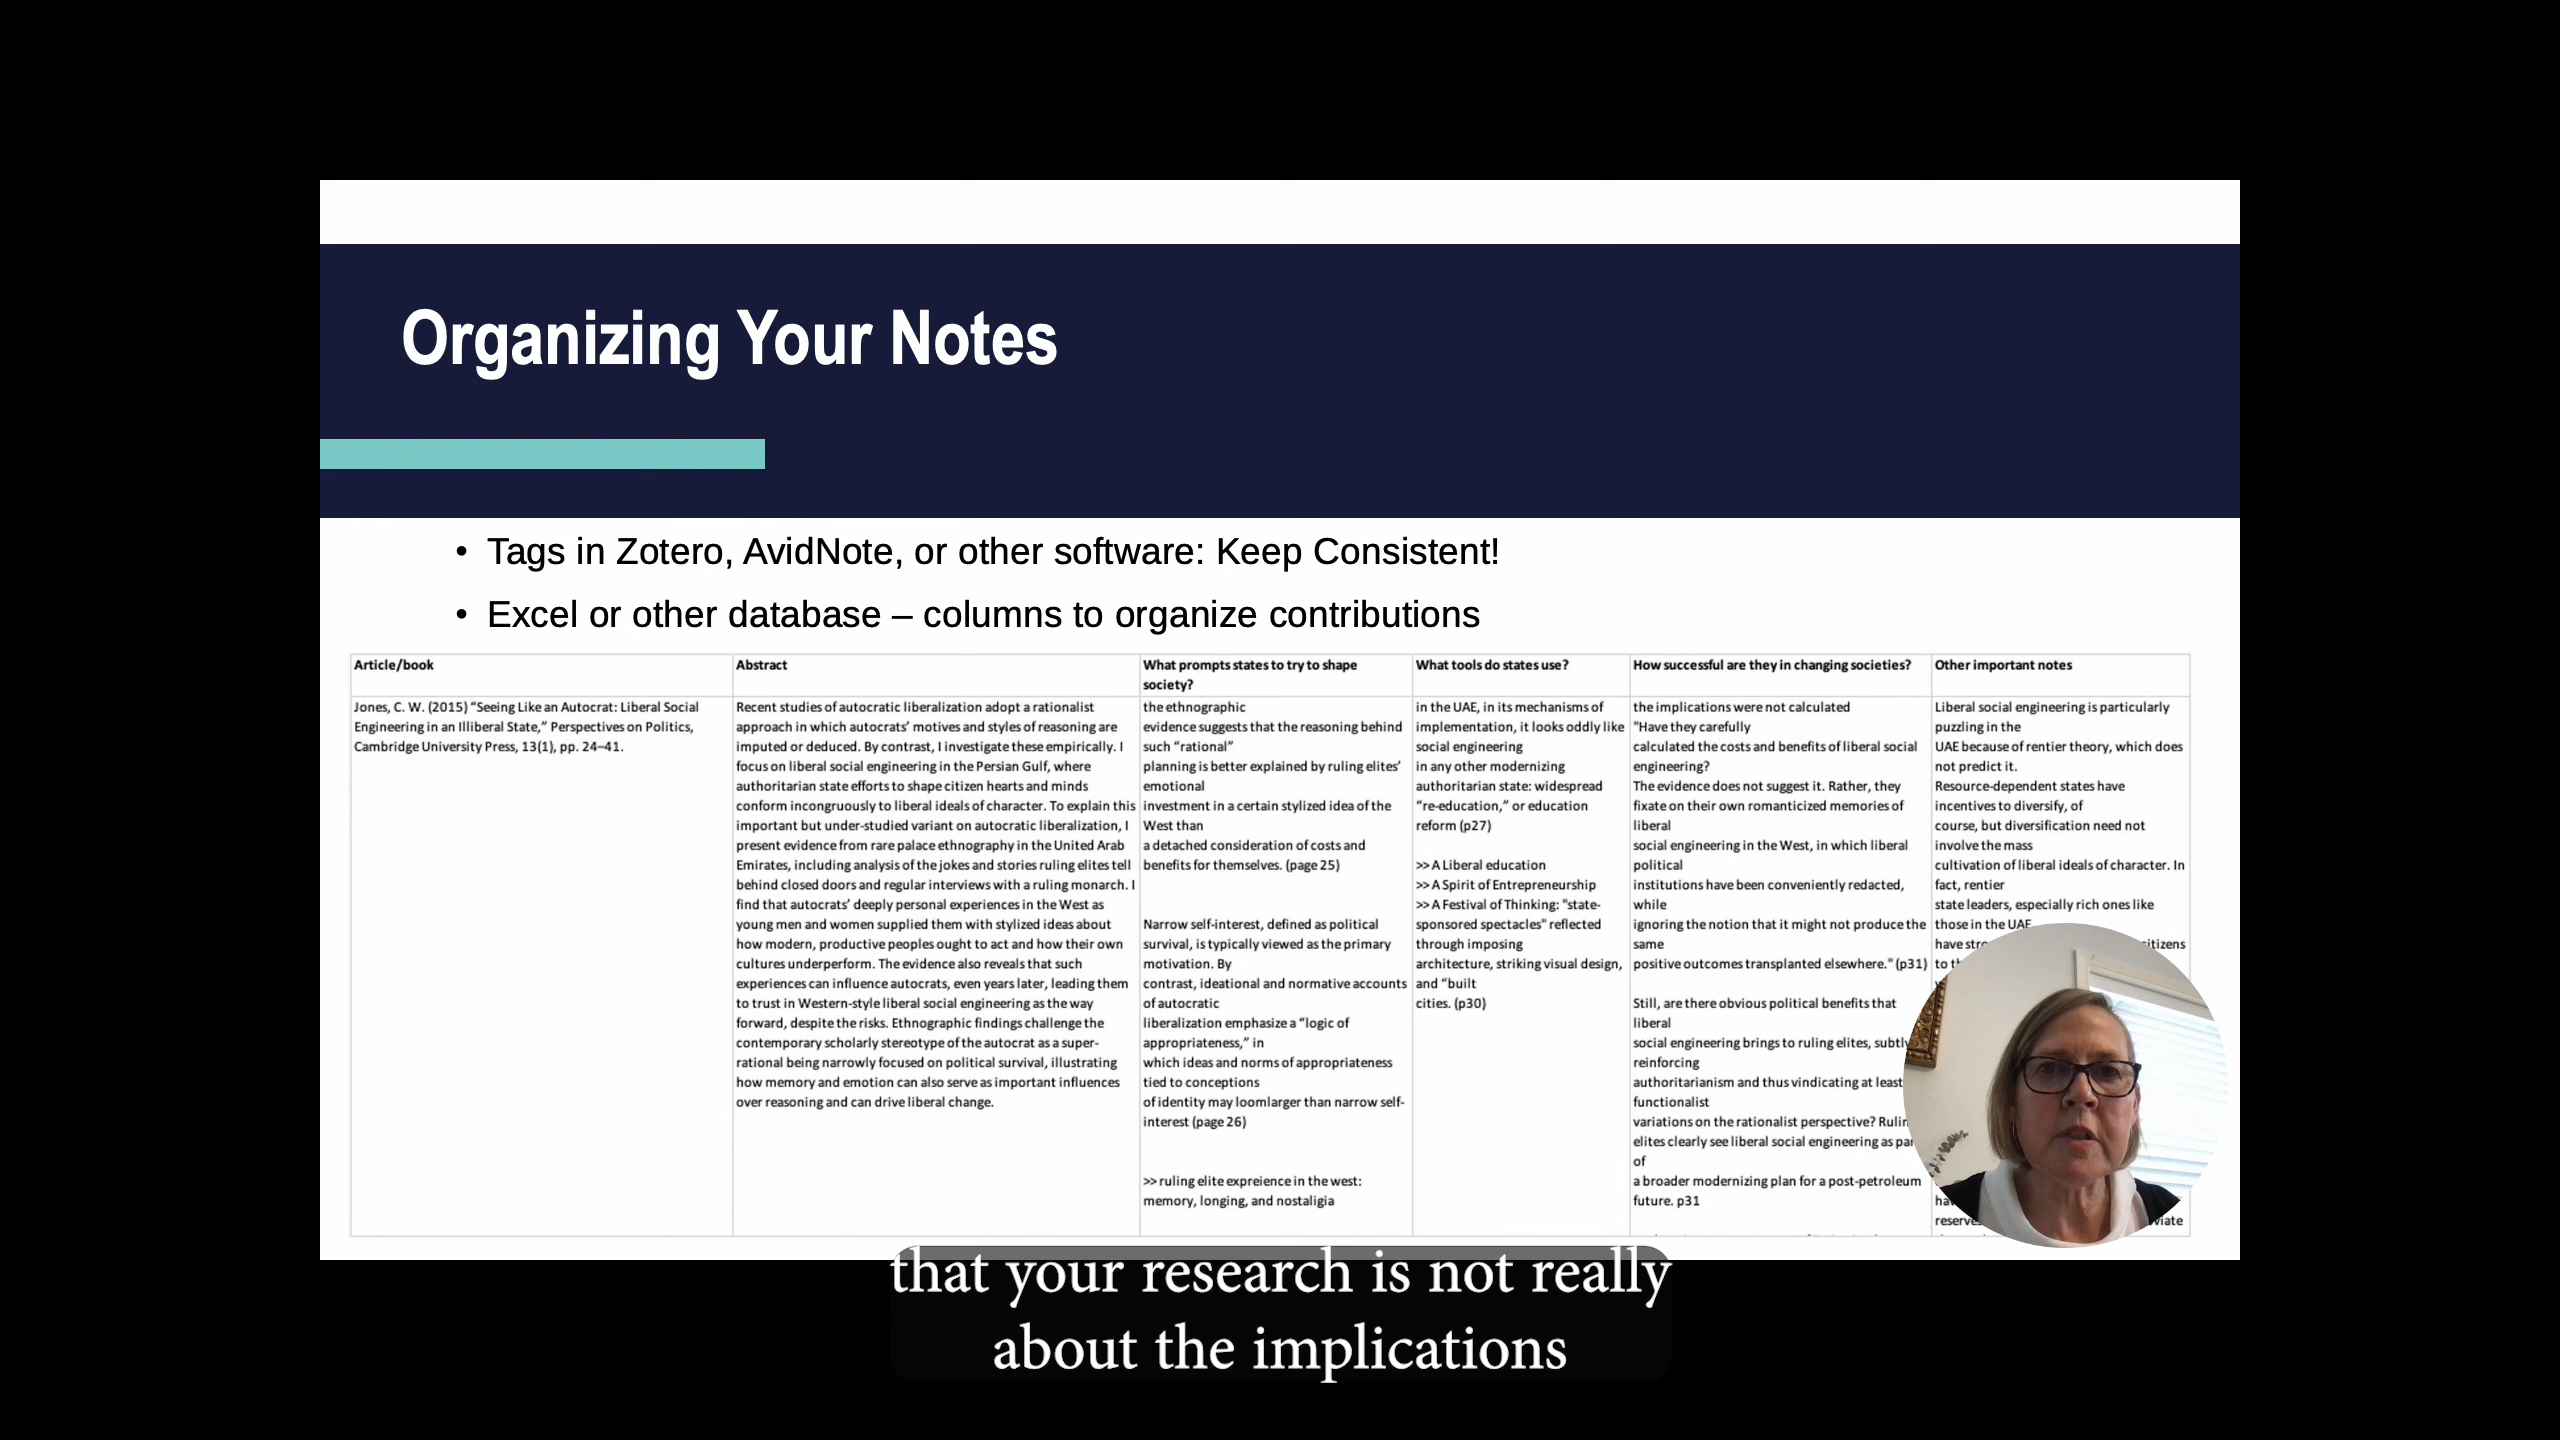 Organizing Your Notes
• Tags in Zotero, AvidNote, or other software: Keep Consistent!
• Excel or other database – columns to organize contributions
Article/book
Jones, C. W. (2015) “Seeing Like an Autocrat: Liberal Social
Engineering in an Illiberal State,” Perspectives on Politics,
Cambridge University Press, 13(1), pp. 24–41.
Abstract
Recent studies of autocratic liberalization adopt a rationalist
approach in which autocrats’ motives and styles of reasoning are
imputed or deduced. By contrast, I investigate these empirically. I
focus on liberal social engineering in the Persian Gulf, where
authoritarian state efforts to shape citizen hearts and minds
conform incongruously to liberal ideals of character. To explain this
important but under-studied variant on autocratic liberalization, I
present evidence from rare palace ethnography in the United Arab
Emirates, including analysis of the jokes and stories ruling elites tell
behind closed doors and regular interviews with a ruling monarch. I
find that autocrats’ deeply personal experiences in the West as
young men and women supplied them with stylized ideas about
how modern, productive peoples ought to act and how their own
cultures underperform. The evidence also reveals that such
experiences can influence autocrats, even years later, leading them
to trust in Western-style liberal social engineering as the way
forward, despite the risks. Ethnographic findings challenge the
contemporary scholarly stereotype of the autocrat as a super-
rational being narrowly focused on political survival, illustrating
how memory and emotion can also serve as important influences
over reasoning and can drive liberal change.
What prompts states to try to shape
society?
the ethnographic
evidence suggests that the reasoning behind
such “rational”
planning is better explained by ruling elites’
emotional
investment in a certain stylized idea of the
West than
a detached consideration of costs and
benefits for themselves. (page 25)
Narrow self-interest, defined as political
survival, is typically viewed as the primary
motivation. By
contrast, ideational and normative accounts
of autocratic
liberalization emphasize a “logic of
appropriateness,” in
which ideas and norms of appropriateness
tied to conceptions
of identity may loomlarger than narrow self-
interest (page 26)
>> ruling elite expreience in the west:
memory, longing, and nostaligia
What tools do states use?
in the UAE, in its mechanisms of
implementation, it looks oddly like
social engineering
in any other modernizing
authoritarian state: widespread
“re-education,” or education
reform (p27)
>> A Liberal education
>> A Spirit of Entrepreneurship
>> A Festival of Thinking: "state-
sponsored spectacles" reflected
through imposing
architecture, striking visual design,
and “built
cities. (p30)
How successful are they in changing societies?
the implications were not calculated
"Have they carefully
calculated the costs and benefits of liberal social
engineering?
The evidence does not suggest it. Rather, they
fixate on their own romanticized memories of
liberal
social engineering in the West, in which liberal
political
institutions have been conveniently redacted,
while
ignoring the notion that it might not produce the
same
positive outcomes transplanted elsewhere." (p31)
Still, are there obvious political benefits that
liberal
social engineering brings to ruling elites, subtly
reinforcing
authoritarianism and thus vindicating at least
functionalist
variations on the rationalist perspective?
elites clearly see liberal social engineering as
of
a broader modernizing plan for a post-petroleum
future. p31
Other important notes
Liberal social engineering is particularly
puzzling in the
UAE because of rentier theory, which does
not predict it.
Resource-dependent states have
incentives to diversify, of
course, but diversification need not
involve the mass
cultivation of liberal ideals of character. In
fact, rentier
state leaders, especially rich ones like
those in the UAE
have
to
that your research is not really
about the implications